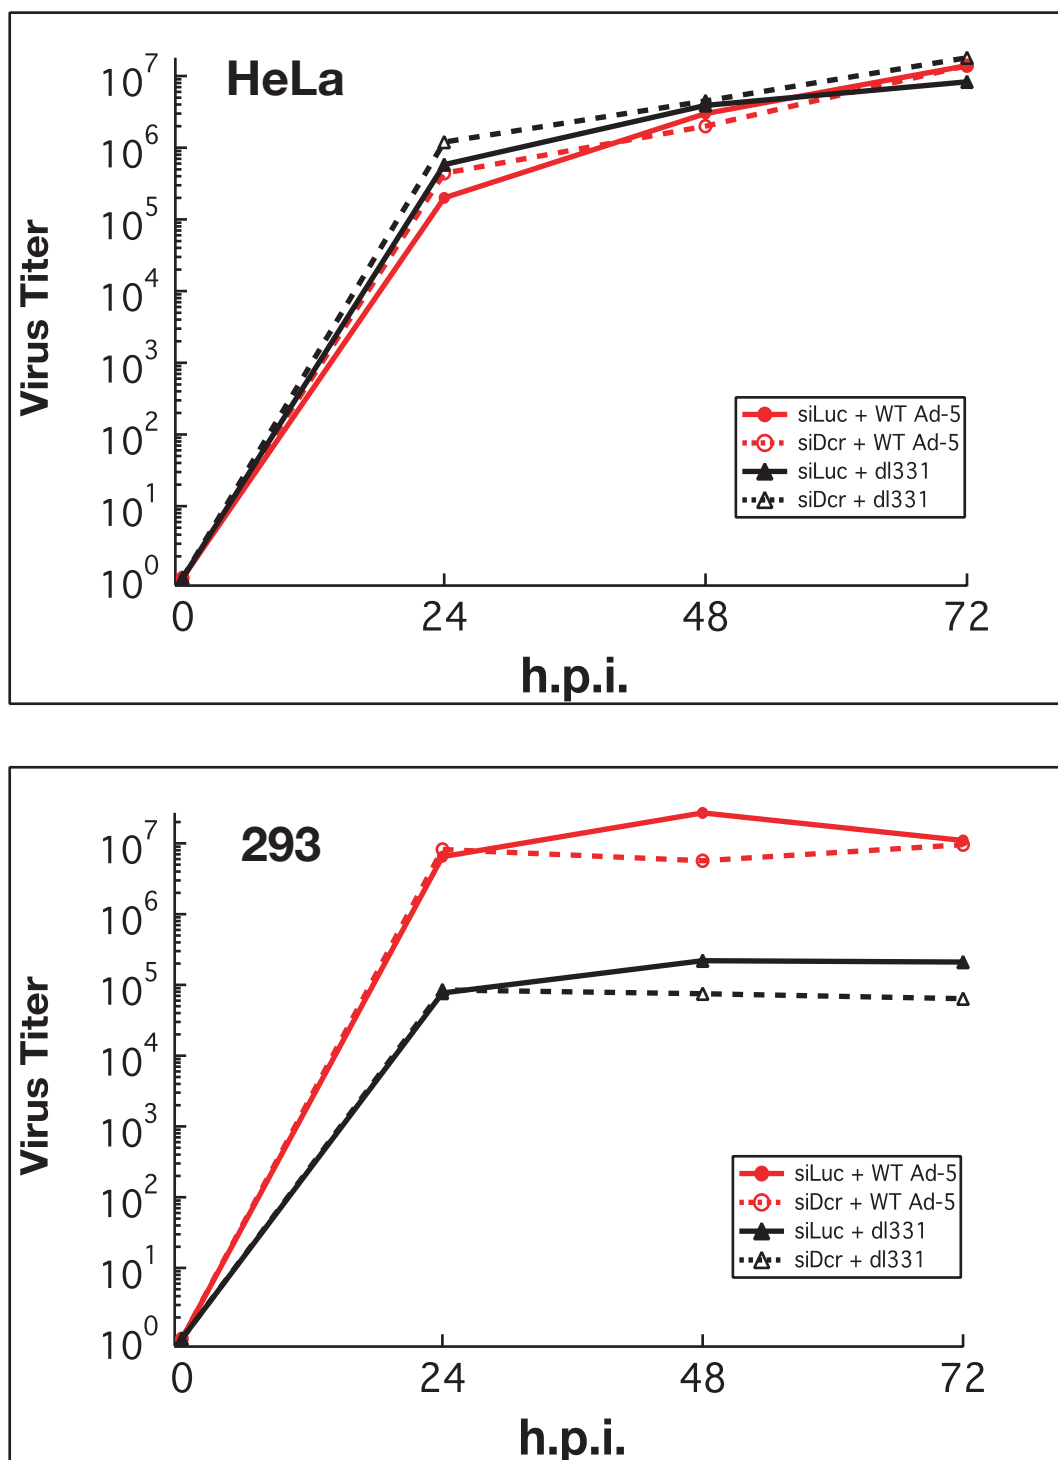 HeLa
Virus Titer
10^7
10^6
10^5
10^4
10^3
10^2
10^1
10^0
siLuc + WT Ad-5
siDcr + WT Ad-5
siLuc + dl331
siDcr + dl331
0 24 48 72
h.p.i.
293
Virus Titer
10^7
10^6
10^5
10^4
10^3
10^2
10^1
10^0
siLuc + WT Ad-5
siDcr + WT Ad-5
siLuc + dl331
siDcr + dl331
0 24 48 72
h.p.i.